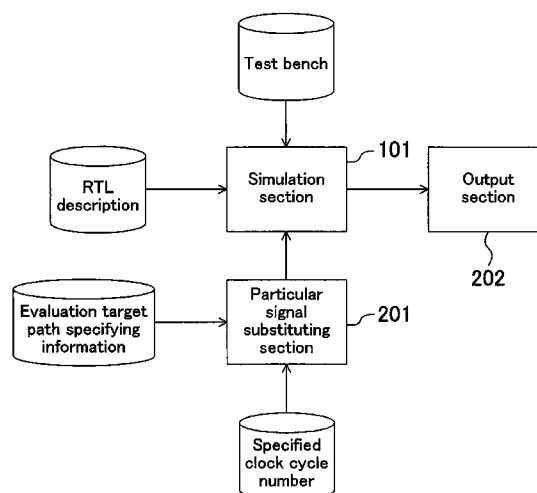 Test bench
101
RTL
description
Simulation
section
Output
section
202
Evaluation target
path specifying
information
Particular
signal
substituting
section
201
Specified
clock cycle
number